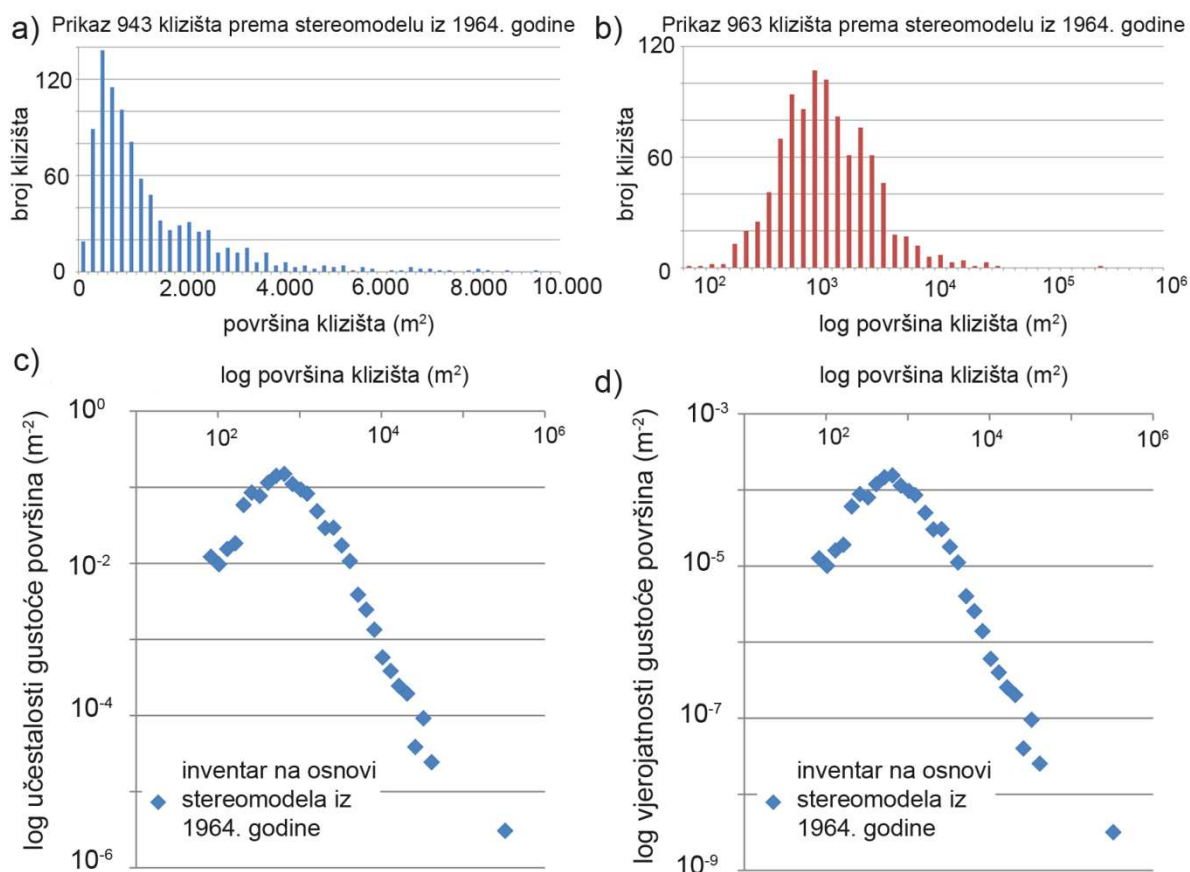 a) Prikaz 943 klizišta prema stereomodelu iz 1964. godine
120
60
0
broj klizišta
0 2.000 4.000 6.000 8.000 10.000
površina klizišta (m²)
b) Prikaz 963 klizišta prema stereomodelu iz 1964. godine
120
60
0
broj klizišta
10² 10³ 10⁴ 10⁵ 10⁶
log površina klizišta (m²)
c)
log površina klizišta (m²)
10⁰
10² 10⁴ 10⁶
10⁻²
10⁻⁴
10⁻⁶
log učestalosti gustoće površina (m⁻²)
inventar na osnovi
stereomodela iz
1964. godine
d)
log površina klizišta (m²)
10⁻³
10² 10⁴ 10⁶
10⁻⁵
10⁻⁷
10⁻⁹
log vjerojatnosti gustoće površina (m⁻²)
inventar na osnovi
stereomodela iz
1964. godine